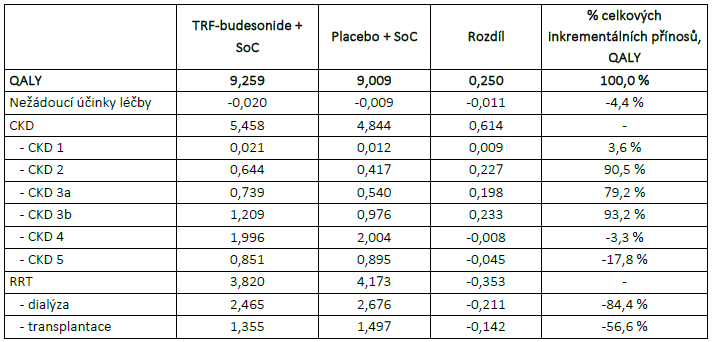 TRF-budesonide + SoC Placebo + SoC Rozdíl % celkových inkrementálních přínosů, QALY
QALY 9,259 9,009 0,250 100,0 %
Nežádoucí účinky léčby -0,020 -0,009 -0,011 -4,4 %
CKD 5,458 4,844 0,614 -
- CKD 1 0,021 0,012 0,009 3,6 %
- CKD 2 0,644 0,417 0,227 90,5 %
- CKD 3a 0,739 0,540 0,198 79,2 %
- CKD 3b 1,209 0,976 0,233 93,2 %
- CKD 4 1,996 2,004 -0,008 -3,3 %
- CKD 5 0,851 0,895 -0,045 -17,8 %
RRT 3,820 4,173 -0,353 -
- dialýza 2,465 2,676 -0,211 -84,4 %
- transplantace 1,355 1,497 -0,142 -56,6 %